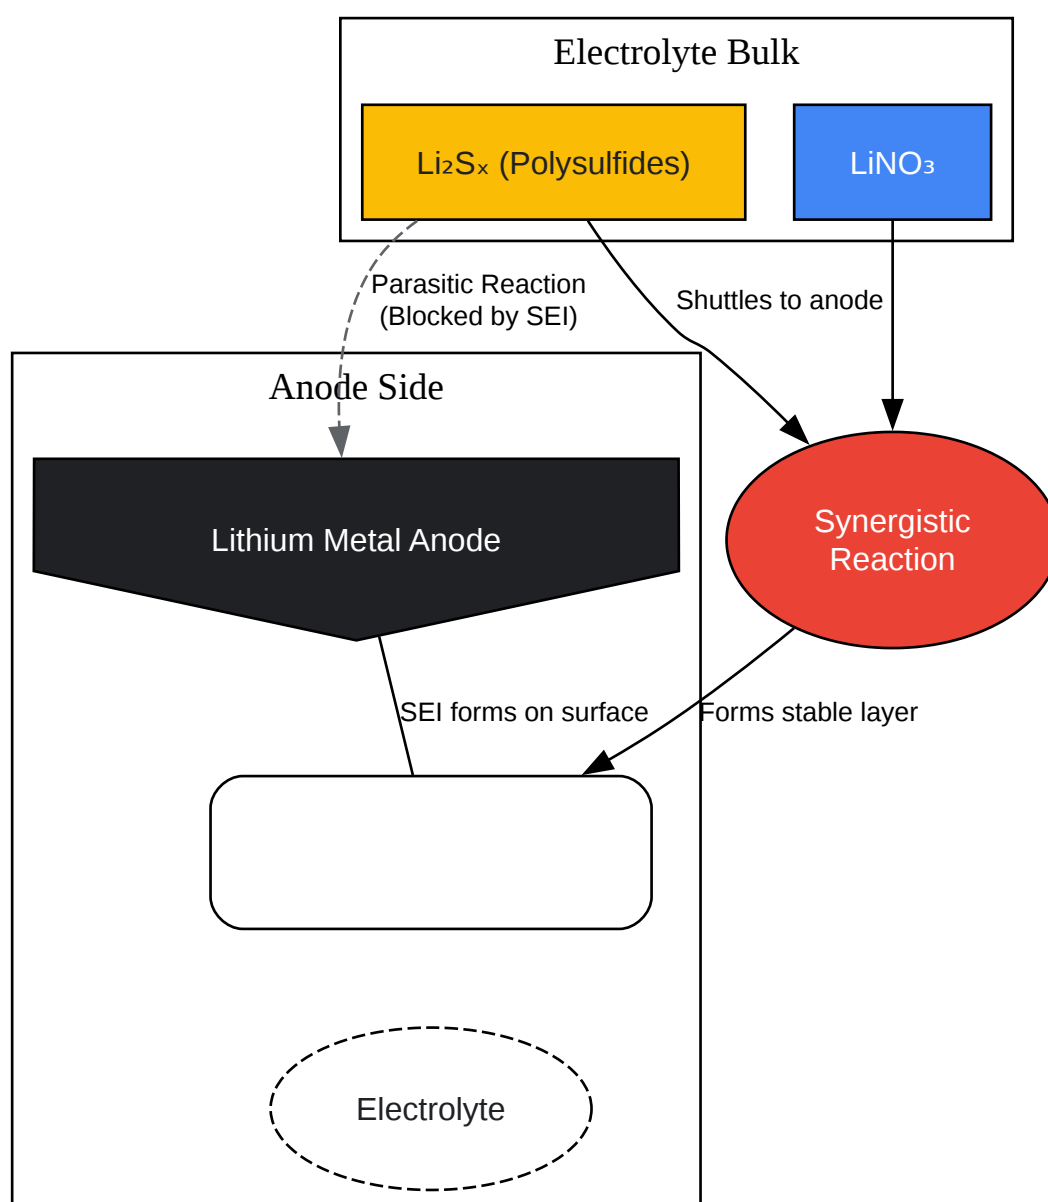 Electrolyte Bulk
Li₂Sₓ (Polysulfides)
LiNO₃
Parasitic Reaction
(Blocked by SEI)
Shuttles to anode
Anode Side
Lithium Metal Anode
Synergistic
Reaction
SEI forms on surface
Forms stable layer
Electrolyte